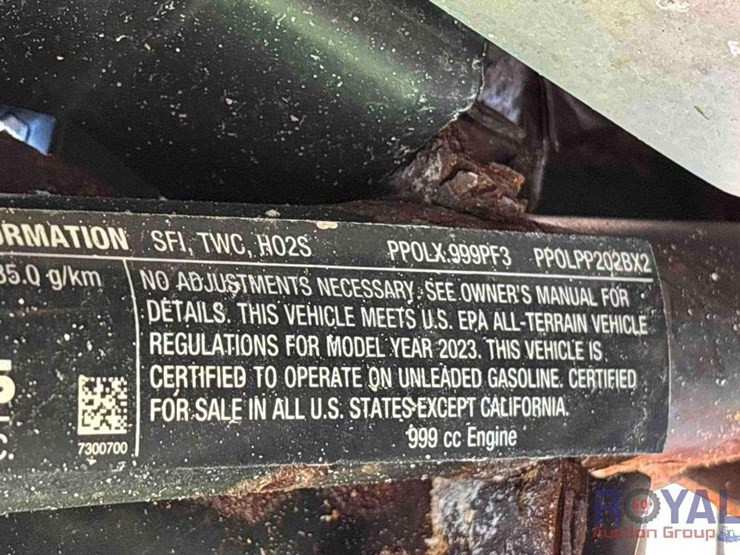 ORMATION SFI, TWC, HO2S PPOLX.999PF3 PPOLPP202BX2
35.0 g/km
NO ADJUSTMENTS NECESSARY. SEE OWNER'S MANUAL FOR
DETAILS. THIS VEHICLE MEETS U.S. EPA ALL-TERRAIN VEHICLE
REGULATIONS FOR MODEL YEAR 2023. THIS VEHICLE IS
CERTIFIED TO OPERATE ON UNLEADED GASOLINE. CERTIFIED
FOR SALE IN ALL U.S. STATES EXCEPT CALIFORNIA.
7300700
999 cc Engine
ROYAL
Auction Group